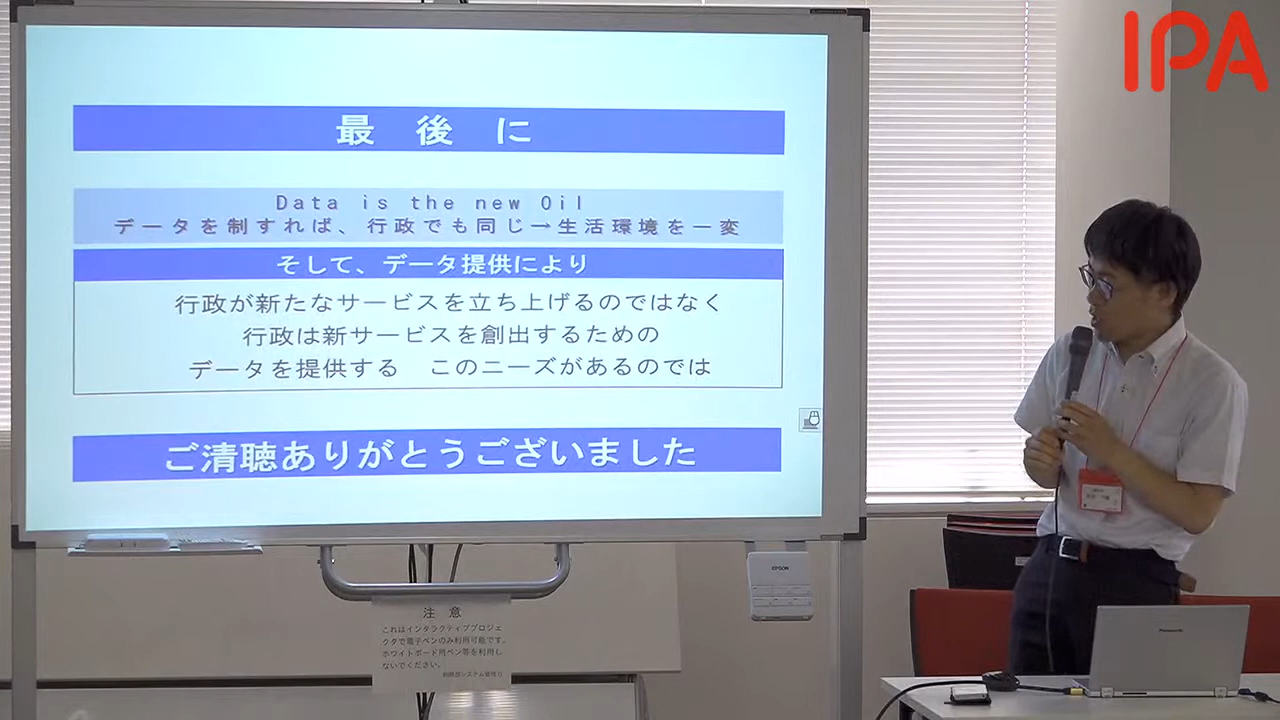 IPA
最後に
Data is the new Oil
データを制すれば、行政でも同じ→生活環境を一変
そして、データ提供により
行政が新たなサービスを立ち上げるのではなく
行政は新サービスを創出するための
データを提供する　このニーズがあるのでは
ご清聴ありがとうございました
EPSON
注　意
これはインタラクティブプロジェ
クタで電子ペンのみ利用可能です。
ホワイトボード用ペン等を利用し
ないでください。
Panasonic